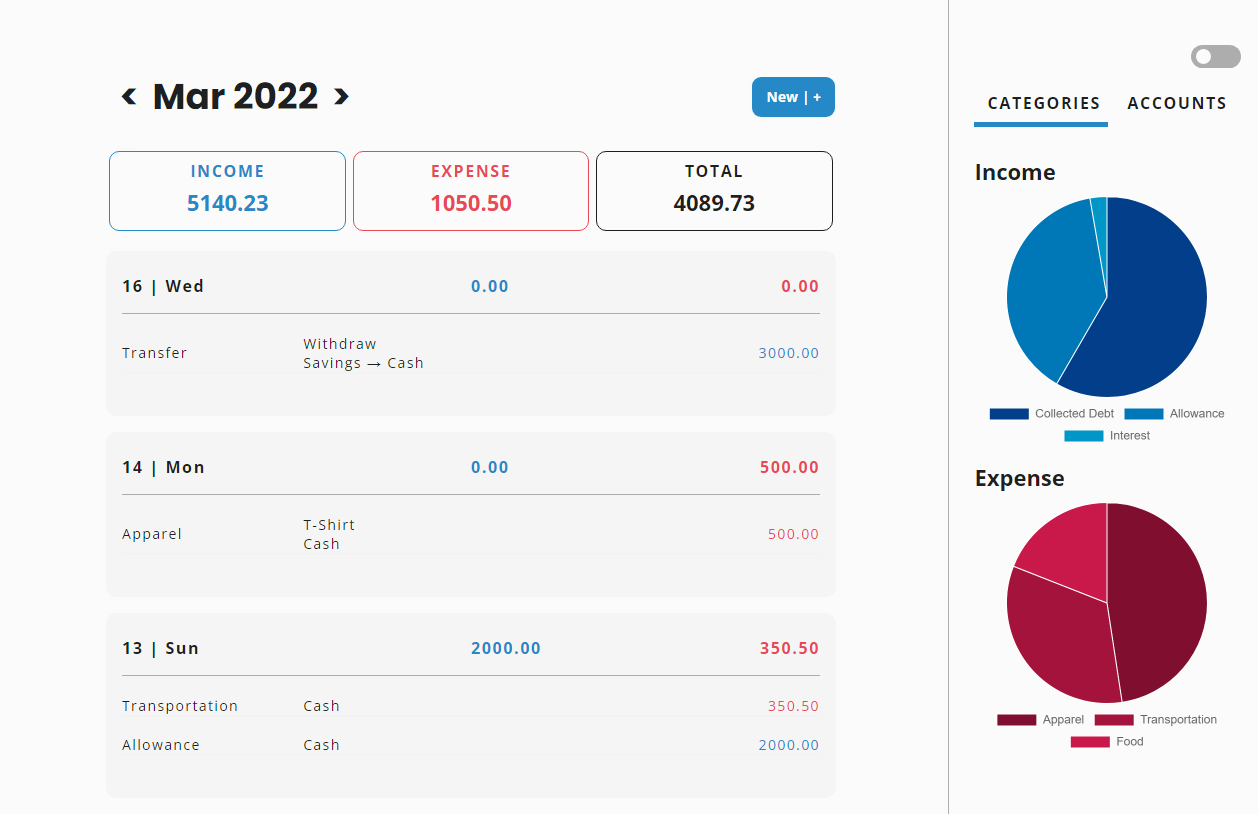 < Mar 2022 >
New | +
INCOME
5140.23
EXPENSE
1050.50
TOTAL
4089.73
16 | Wed 0.00 0.00
Transfer
Withdraw
Savings → Cash
3000.00
14 | Mon 0.00 500.00
Apparel
T-Shirt
Cash
500.00
13 | Sun 2000.00 350.50
Transportation Cash 350.50
Allowance Cash 2000.00
CATEGORIES ACCOUNTS
Income
Collected Debt Allowance
Interest
Expense
Apparel Transportation
Food